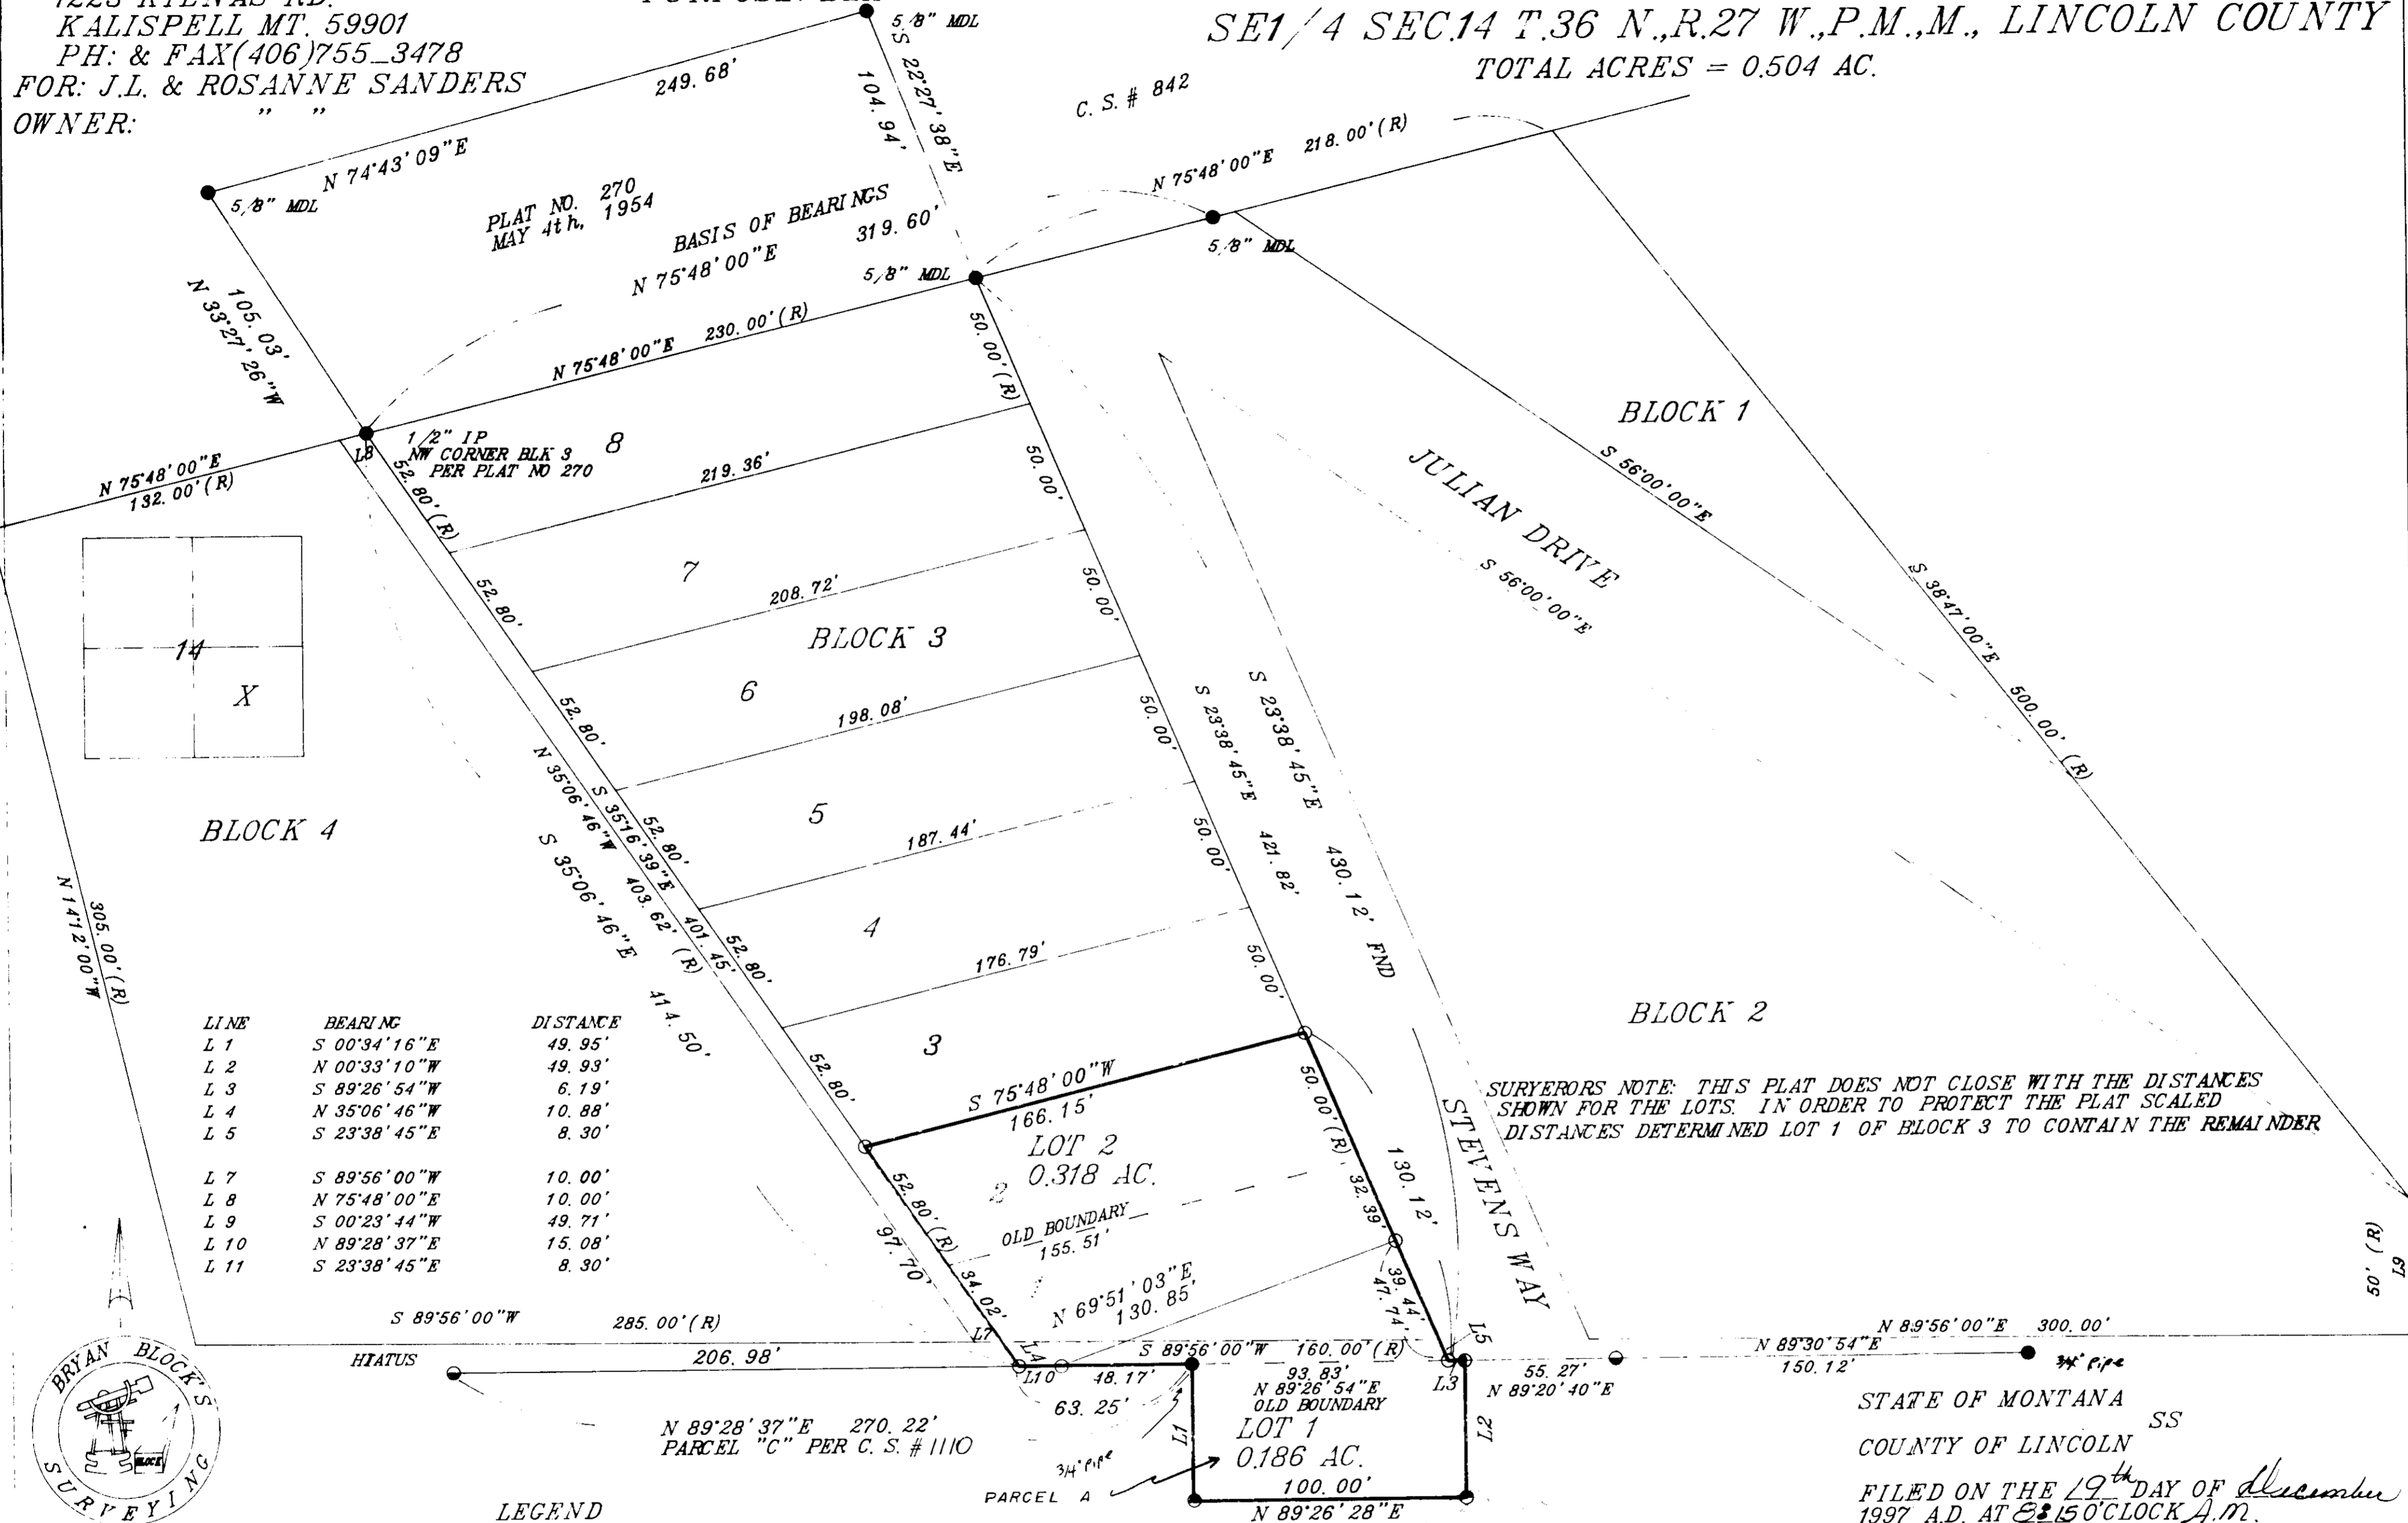 KALISPELL MT. 59901
PH: & FAX(406)755_3478
FOR: J.L. & ROSANNE SANDERS
OWNER: " "
SE1/4 SEC.14 T.36 N.,R.27 W.,P.M.,M., LINCOLN COUNTY
TOTAL ACRES = 0.504 AC.
5/8" MDL
S 22°27'38"E
104.94'
249.68'
N 74°43'09"E
5/8" MDL
C. S. # 842
PLAT NO. 270
MAY 4th, 1954
BASIS OF BEARINGS
N 75°48'00"E 319.60'
5/8" MDL
N 75°48'00"E 218.00'(R)
5/8" MDL
105.03'
N 33°27'26"W
N 75°48'00"E 230.00'(R)
50.00'(R)
1/2" IP
NW CORNER BLK 3
PER PLAT NO 270
8
L8
N 75°48'00"E
132.00'(R)
52.80'(R)
219.36'
50.00'
BLOCK 1
S 56°00'00"E
JULIAN DRIVE
S 56°00'00"E
S 38°47'00"E 500.00' (R)
14
X
7
52.80'
208.72'
50.00'
BLOCK 3
6
52.80'
198.08'
50.00'
S 23°38'45"E 421.82'
S 23°38'45"E 430.12' FND
5
N 35°06'46"W 403.62' (R)
S 35°16'39"E 401.45'
S 35°06'46"E 414.50'
52.80'
187.44'
50.00'
BLOCK 4
4
52.80'
176.79'
50.00'
305.00'(R)
N 14°12'00"W
3
52.80'
BLOCK 2
LINE BEARING DISTANCE
L 1 S 00°34'16"E 49.95'
L 2 N 00°33'10"W 49.93'
L 3 S 89°26'54"W 6.19'
L 4 N 35°06'46"W 10.88'
L 5 S 23°38'45"E 8.30'
L 7 S 89°56'00"W 10.00'
L 8 N 75°48'00"E 10.00'
L 9 S 00°23'44"W 49.71'
L 10 N 89°28'37"E 15.08'
L 11 S 23°38'45"E 8.30'
S 75°48'00"W
166.15'
LOT 2
0.318 AC.
2
OLD BOUNDARY
155.51'
52.80'(R)
34.02'
97.70'
N 69°51'03"E
130.85'
50.00'(R)
32.39'
130.12'
39.44'
47.74'
STEVENS WAY
SURYERORS NOTE: THIS PLAT DOES NOT CLOSE WITH THE DISTANCES
SHOWN FOR THE LOTS. IN ORDER TO PROTECT THE PLAT SCALED
DISTANCES DETERMINED LOT 1 OF BLOCK 3 TO CONTAIN THE REMAINDER
50' (R)
S 89°56'00"W 285.00'(R)
L7
HIATUS
206.98'
L4
L10
48.17'
63.25'
S 89°56'00"W 160.00'(R)
93.83'
N 89°26'54"E
OLD BOUNDARY
L5
L3
55.27'
N 89°20'40"E
N 89°56'00"E 300.00'
N 89°30'54"E
150.12'
3/4" Pipe
N 89°28'37"E 270.22'
PARCEL "C" PER C. S. # 1110
3/4" Pipe
L1
LOT 1
0.186 AC.
L2
PARCEL A
100.00'
N 89°26'28"E
BRYAN BLOCK'S
BLOCK
SURVEYING
LEGEND
STATE OF MONTANA
SS
COUNTY OF LINCOLN
FILED ON THE 19th DAY OF December
1997 A.D. AT 8:15 O'CLOCK A.M.